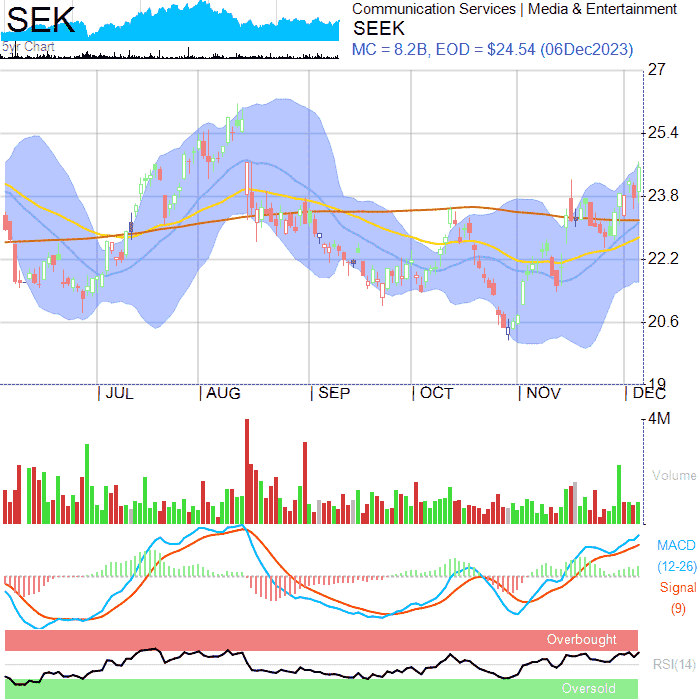 SEK
5yr Chart
Communication Services | Media & Entertainment
SEEK
MC = 8.2B, EOD = $24.54 (06Dec2023)
27
25.4
23.8
22.2
20.6
19
JUL AUG SEP OCT NOV DEC
4M
Volume
MACD
(12-26)
Signal
(9)
Overbought
RSI(14)
Oversold